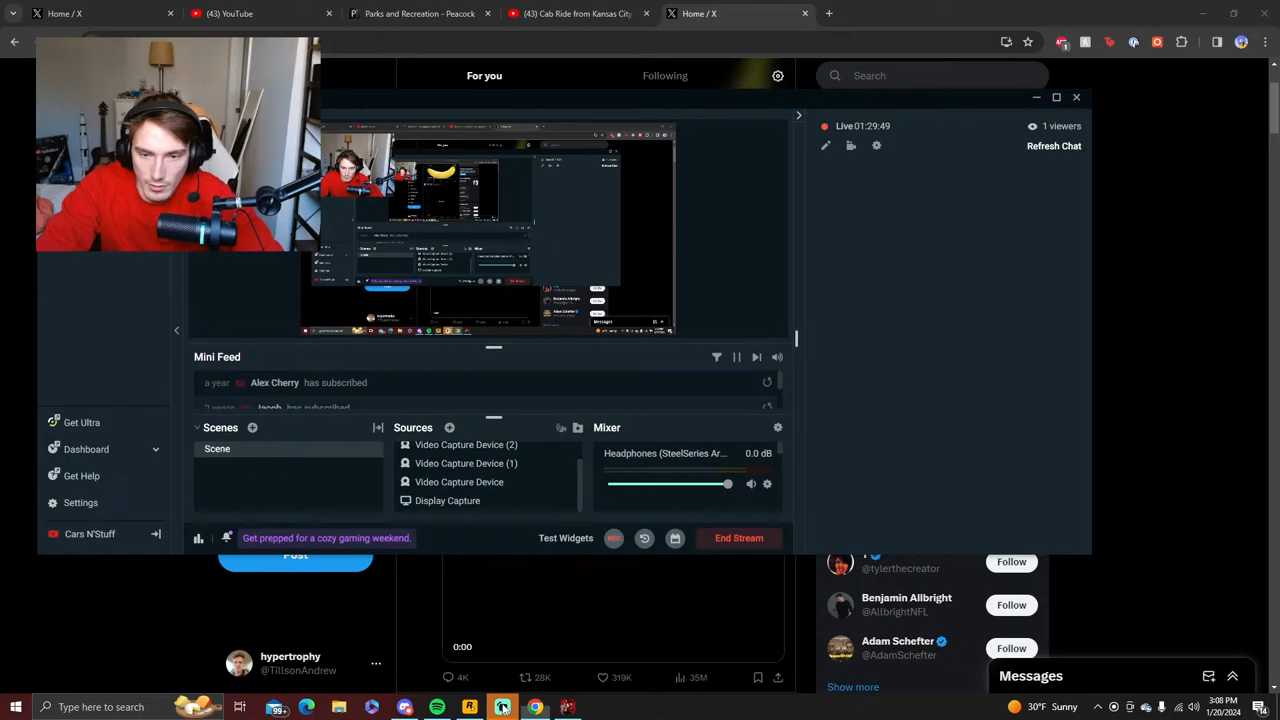 Home / X
(43) YouTube
Parks and Recreation - Peacock
(43) Cab Ride from Kansas City
Home / X
For you
Following
Search
Live 01:29:49
1 viewers
Refresh Chat
Mini Feed
a year Alex Cherry has subscribed
Jacob has subscribed
Get Ultra
Dashboard
Get Help
Settings
Cars N'Stuff
Scenes
Scene
Sources
Video Capture Device (2)
Video Capture Device (1)
Video Capture Device
Display Capture
Mixer
Headphones (SteelSeries Ar... 0.0 dB
Get prepped for a cozy gaming weekend.
Test Widgets
REC
End Stream
Post
@tylerthecreator
Follow
Benjamin Allbright
@AllbrightNFL
Follow
Adam Schefter
@AdamSchefter
Follow
Show more
Messages
0:00
4K
28K
319K
35M
hypertrophy
@TillsonAndrew
Type here to search
99+
30°F Sunny
3:08 PM
1/20/2024